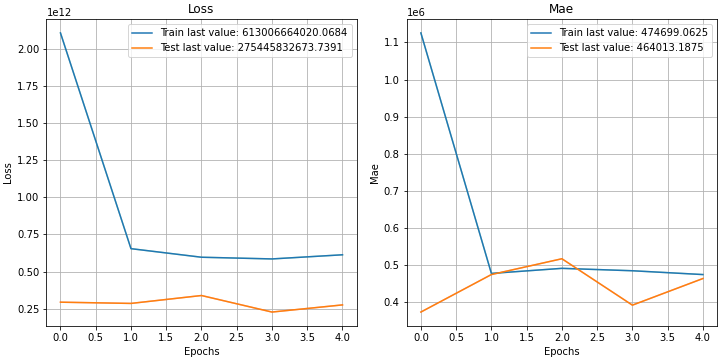 Loss
1e12
Train last value: 613006664020.0684
Test last value: 275445832673.7391
2.00
1.75
1.50
1.25
1.00
0.75
0.50
0.25
Loss
0.0 0.5 1.0 1.5 2.0 2.5 3.0 3.5 4.0
Epochs
Mae
1e6
Train last value: 474699.0625
Test last value: 464013.1875
1.1
1.0
0.9
0.8
0.7
0.6
0.5
0.4
Mae
0.0 0.5 1.0 1.5 2.0 2.5 3.0 3.5 4.0
Epochs